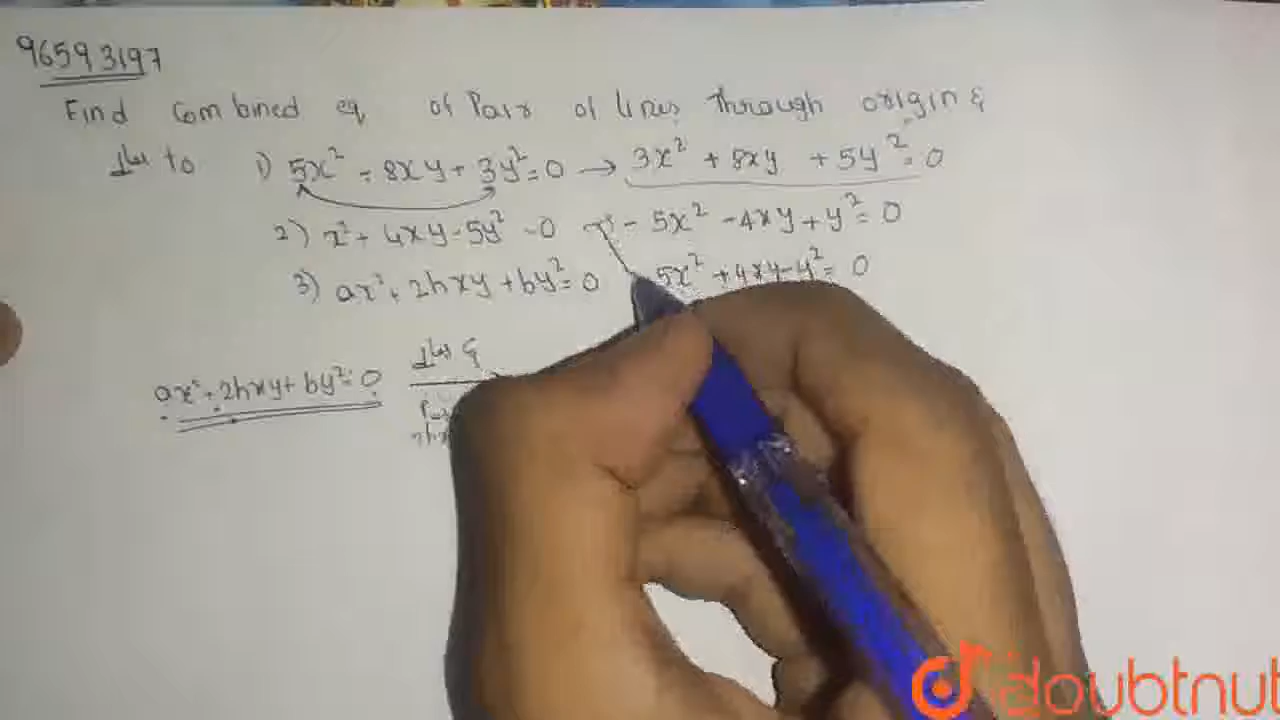 96593197
Find Combined eq of Pair of lines through origin &
to 1) 5x² - 8xy + 3y² = 0 → 3x² + 8xy + 5y² = 0
2) x² + 4xy - 5y² = 0 - 5x² - 4xy + y² = 0
3) ax² + 2hxy + by² = 0 5x² + 4xy - y² = 0
ax² + 2hxy + by² = 0
doubtnut